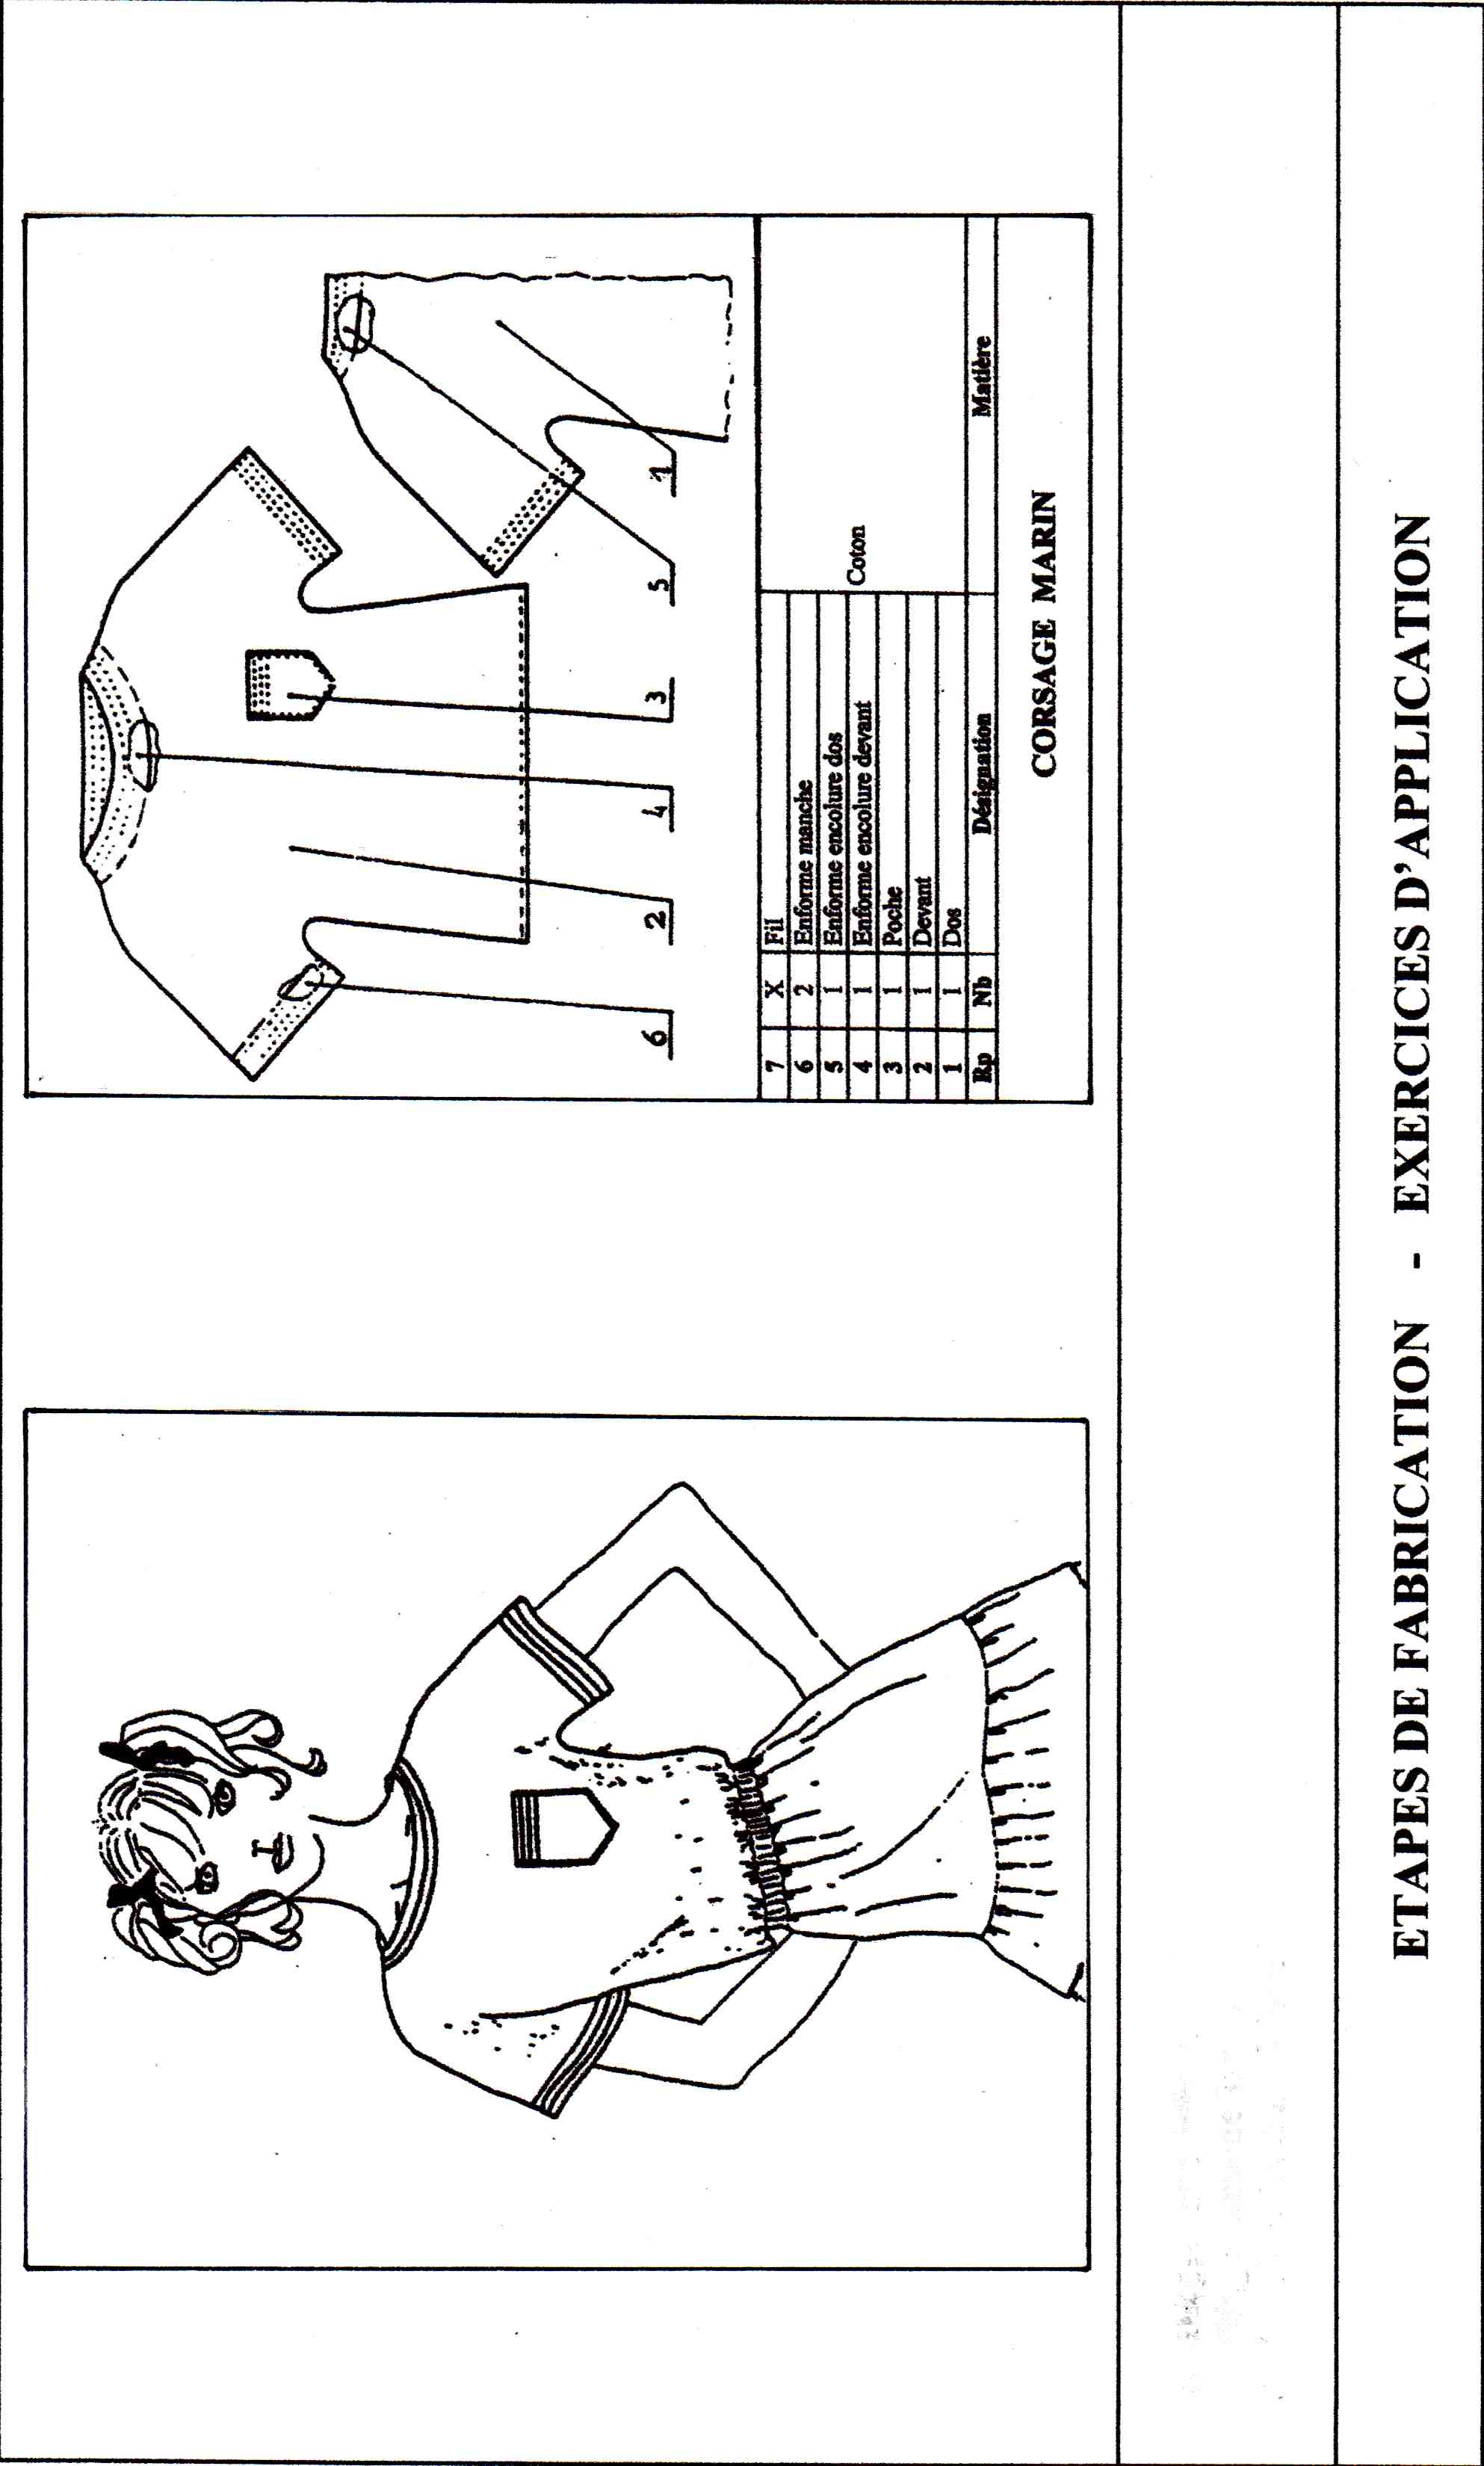 6
2
4
3
5
1
7 X Fil
6 2 Enforme manche
5 1 Enforme encolure dos
4 1 Enforme encolure devant
3 1 Poche
2 1 Devant
1 1 Dos
Coton
Rp Nb Désignation Matière
CORSAGE MARIN
ETAPES DE FABRICATION - EXERCICES D'APPLICATION